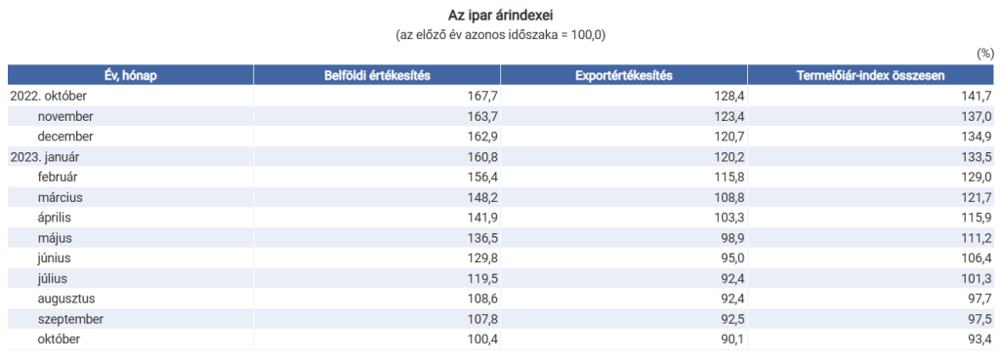 Az ipar árindexei
(az előző év azonos időszaka = 100,0)
(%)
Év, hónap Belföldi értékesítés Exportértékesítés Termelőiár-index összesen
2022. október 167,7 128,4 141,7
november 163,7 123,4 137,0
december 162,9 120,7 134,9
2023. január 160,8 120,2 133,5
február 156,4 115,8 129,0
március 148,2 108,8 121,7
április 141,9 103,3 115,9
május 136,5 98,9 111,2
június 129,8 95,0 106,4
július 119,5 92,4 101,3
augusztus 108,6 92,4 97,7
szeptember 107,8 92,5 97,5
október 100,4 90,1 93,4